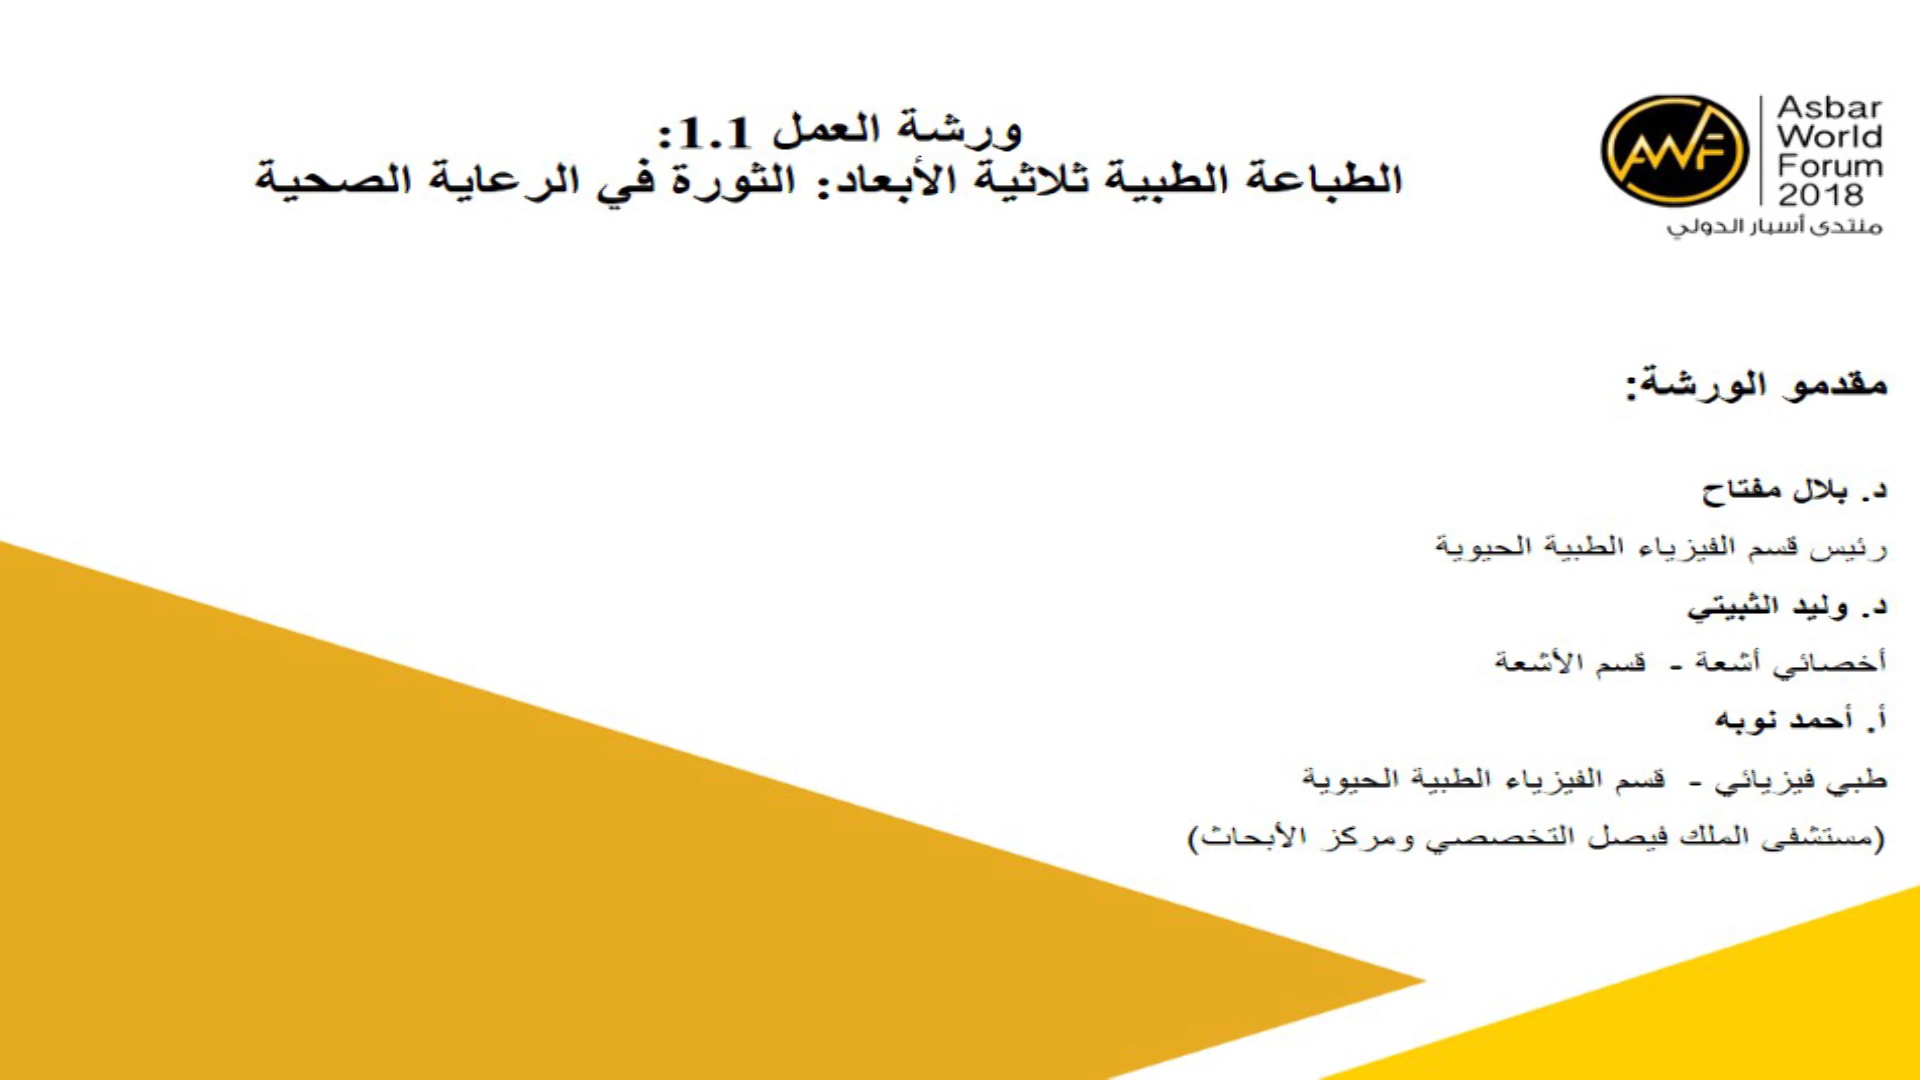 ورشة العمل 1.1:
الطباعة الطبية ثلاثية الأبعاد: الثورة في الرعاية الصحية
AWF
Asbar
World
Forum
2018
منتدى أسبار الدولي
مقدمو الورشة:
د. بلال مفتاح
رئيس قسم الفيزياء الطبية الحيوية
د. وليد الثبيتي
أخصائي أشعة - قسم الأشعة
أ. أحمد نوبه
طبي فيزيائي - قسم الفيزياء الطبية الحيوية
(مستشفى الملك فيصل التخصصي ومركز الأبحاث)